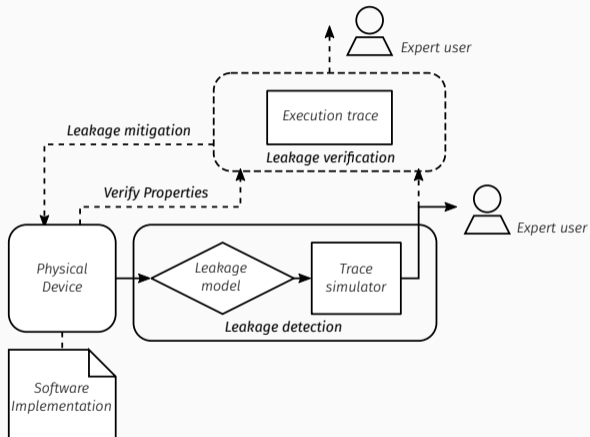 Expert user
Execution trace
Leakage mitigation
Leakage verification
Verify Properties
Expert user
Physical
Device
Leakage
model
Trace
simulator
Leakage detection
Software
Implementation